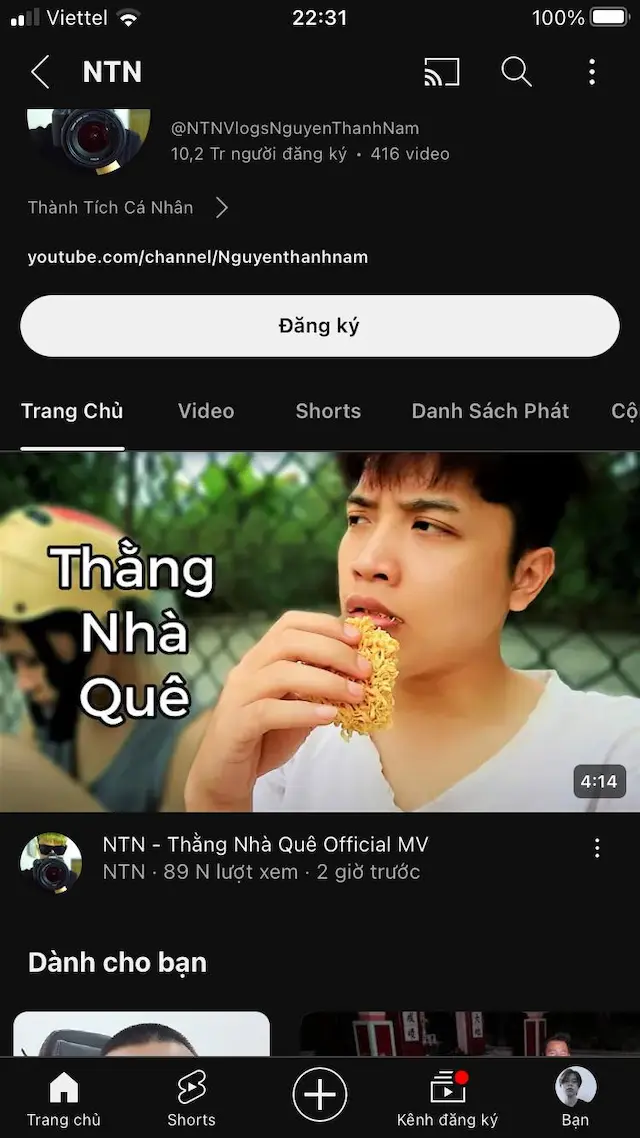 Viettel
22:31
100%
NTN
@NTNVlogsNguyenThanhNam
10,2 Tr người đăng ký • 416 video
Thành Tích Cá Nhân
youtube.com/channel/Nguyenthanhnam
Đăng ký
Trang Chủ
Video
Shorts
Danh Sách Phát
Cộ
Thằng
Nhà
Quê
4:14
NTN - Thằng Nhà Quê Official MV
NTN · 89 N lượt xem · 2 giờ trước
Dành cho bạn
Trang chủ
Shorts
Kênh đăng ký
Bạn